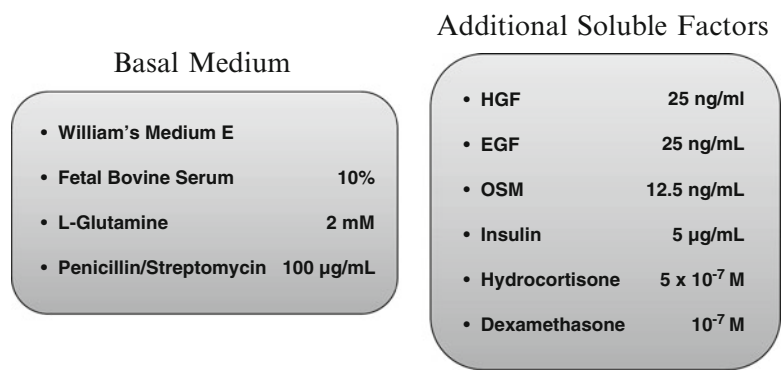 Basal Medium
• William's Medium E
• Fetal Bovine Serum 10%
• L-Glutamine 2 mM
• Penicillin/Streptomycin 100 µg/mL
Additional Soluble Factors
• HGF 25 ng/ml
• EGF 25 ng/mL
• OSM 12.5 ng/mL
• Insulin 5 µg/mL
• Hydrocortisone 5 x 10⁻⁷ M
• Dexamethasone 10⁻⁷ M